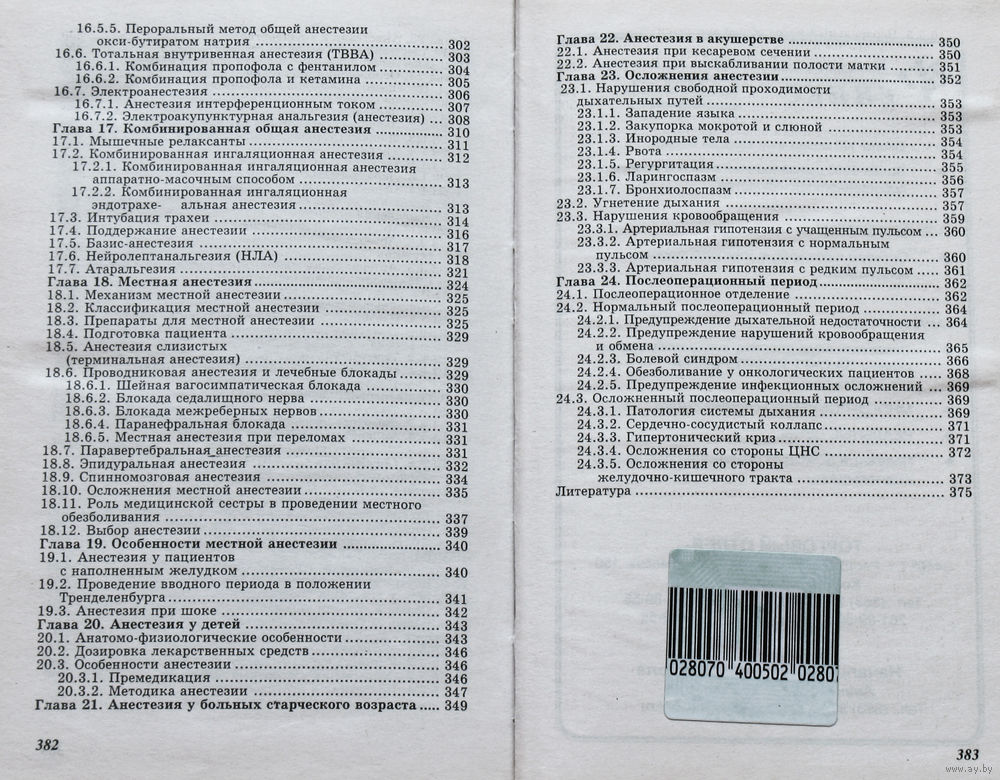 16.5.5. Пероральный метод общей анестезии
окси-бутиратом натрия ..... 302
16.6. Тотальная внутривенная анестезия (ТВВА) ..... 303
16.6.1. Комбинация пропофола с фентанилом ..... 304
16.6.2. Комбинация пропофола и кетамина ..... 305
16.7. Электроанестезия ..... 306
16.7.1. Анестезия интерференционным током ..... 307
16.7.2. Электроакупунктурная анальгезия (анестезия) ... 308
Глава 17. Комбинированная общая анестезия ..... 310
17.1. Мышечные релаксанты ..... 311
17.2. Комбинированная ингаляционная анестезия ..... 312
17.2.1. Комбинированная ингаляционная анестезия
аппаратно-масочным способом ..... 313
17.2.2. Комбинированная ингаляционная
эндотрахе- альная анестезия ..... 313
17.3. Интубация трахеи ..... 314
17.4. Поддержание анестезии ..... 316
17.5. Базис-анестезия ..... 317
17.6. Нейролептанальгезия (НЛА) ..... 318
17.7. Атаральгезия ..... 321
Глава 18. Местная анестезия ..... 324
18.1. Механизм местной анестезии ..... 325
18.2. Классификация местной анестезии ..... 325
18.3. Препараты для местной анестезии ..... 325
18.4. Подготовка пациента ..... 329
18.5. Анестезия слизистых
(терминальная анестезия) ..... 329
18.6. Проводниковая анестезия и лечебные блокады ..... 329
18.6.1. Шейная вагосимпатическая блокада ..... 330
18.6.2. Блокада седалищного нерва ..... 330
18.6.3. Блокада межреберных нервов ..... 330
18.6.4. Паранефральная блокада ..... 331
18.6.5. Местная анестезия при переломах ..... 331
18.7. Паравертебральная анестезия ..... 331
18.8. Эпидуральная анестезия ..... 332
18.9. Спинномозговая анестезия ..... 334
18.10. Осложнения местной анестезии ..... 335
18.11. Роль медицинской сестры в проведении местного
обезболивания ..... 337
18.12. Выбор анестезии ..... 339
Глава 19. Особенности местной анестезии ..... 340
19.1. Анестезия у пациентов
с наполненным желудком ..... 340
19.2. Проведение вводного периода в положении
Тренделенбурга ..... 341
19.3. Анестезия при шоке ..... 342
Глава 20. Анестезия у детей ..... 343
20.1. Анатомо-физиологические особенности ..... 343
20.2. Дозировка лекарственных средств ..... 346
20.3. Особенности анестезии ..... 346
20.3.1. Премедикация ..... 346
20.3.2. Методика анестезии ..... 347
Глава 21. Анестезия у больных старческого возраста ..... 349
382
Глава 22. Анестезия в акушерстве ..... 350
22.1. Анестезия при кесаревом сечении ..... 350
22.2. Анестезия при выскабливании полости матки ..... 351
Глава 23. Осложнения анестезии ..... 352
23.1. Нарушения свободной проходимости
дыхательных путей ..... 353
23.1.1. Западение языка ..... 353
23.1.2. Закупорка мокротой и слюной ..... 353
23.1.3. Инородные тела ..... 354
23.1.4. Рвота ..... 354
23.1.5. Регургитация ..... 355
23.1.6. Ларингоспазм ..... 356
23.1.7. Бронхиолоспазм ..... 357
23.2. Угнетение дыхания ..... 357
23.3. Нарушения кровообращения ..... 359
23.3.1. Артериальная гипотензия с учащенным пульсом ... 360
23.3.2. Артериальная гипотензия с нормальным
пульсом ..... 360
23.3.3. Артериальная гипотензия с редким пульсом ..... 361
Глава 24. Послеоперационный период ..... 362
24.1. Послеоперационное отделение ..... 362
24.2. Нормальный послеоперационный период ..... 364
24.2.1. Предупреждение дыхательной недостаточности ... 364
24.2.2. Предупреждение нарушений кровообращения
и обмена ..... 365
24.2.3. Болевой синдром ..... 366
24.2.4. Обезболивание у онкологических пациентов ..... 368
24.2.5. Предупреждение инфекционных осложнений ... 369
24.3. Осложненный послеоперационный период ..... 369
24.3.1. Патология системы дыхания ..... 369
24.3.2. Сердечно-сосудистый коллапс ..... 371
24.3.3. Гипертонический криз ..... 371
24.3.4. Осложнения со стороны ЦНС ..... 372
24.3.5. Осложнения со стороны
желудочно-кишечного тракта ..... 373
Литература ..... 375
028070 400502 0280
383
www.ay.by